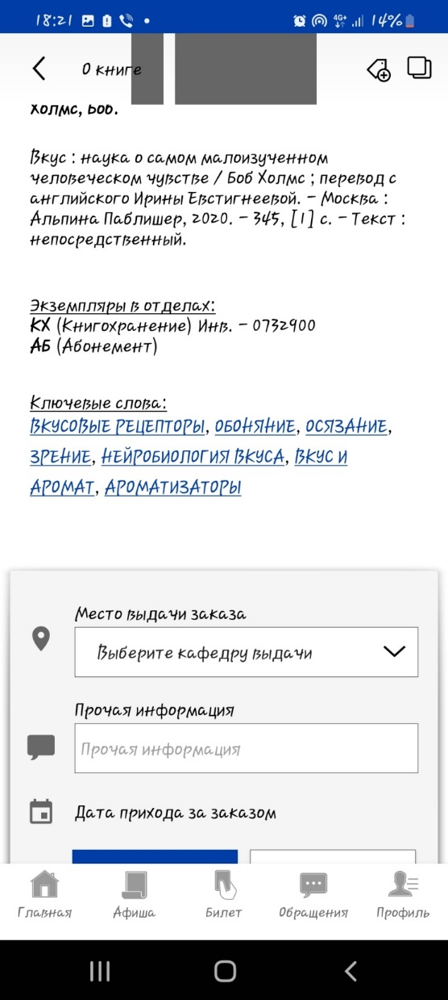 18:21
4G+
14%
О книге
Холмс, Боб.
Вкус : наука о самом малоизученном
человеческом чувстве / Боб Холмс ; перевод с
английского Ирины Евстигнеевой. – Москва :
Альпина Паблишер, 2020. – 345, [1] с. – Текст :
непосредственный.
Экземпляры в отделах:
КХ (Книгохранение) Инв. – 0732900
АБ (Абонемент)
Ключевые слова:
ВКУСОВЫЕ РЕЦЕПТОРЫ, ОБОНЯНИЕ, ОСЯЗАНИЕ,
ЗРЕНИЕ, НЕЙРОБИОЛОГИЯ ВКУСА, ВКУС И
АРОМАТ, АРОМАТИЗАТОРЫ
Место выдачи заказа
Выберите кафедру выдачи
Прочая информация
Прочая информация
Дата прихода за заказом
Главная Афиша Билет Обращения Профиль